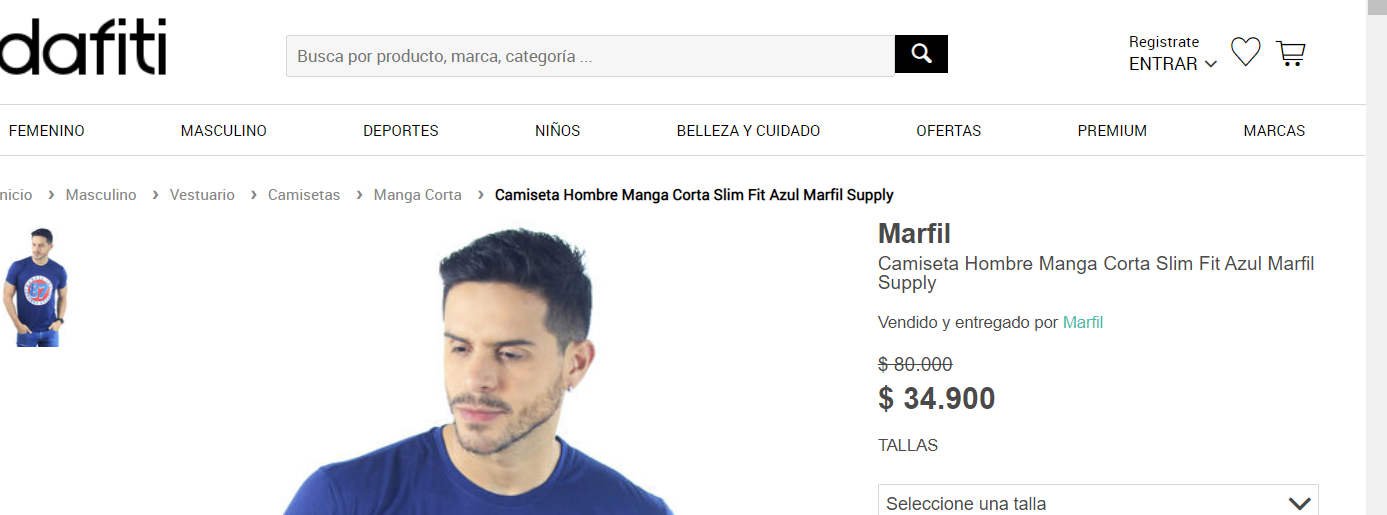 dafiti
Busca por producto, marca, categoría ...
Registrate
ENTRAR
FEMENINO
MASCULINO
DEPORTES
NIÑOS
BELLEZA Y CUIDADO
OFERTAS
PREMIUM
MARCAS
nicio › Masculino › Vestuario › Camisetas › Manga Corta › Camiseta Hombre Manga Corta Slim Fit Azul Marfil Supply
87
Marfil
Camiseta Hombre Manga Corta Slim Fit Azul Marfil
Supply
Vendido y entregado por Marfil
$ 80.000
$ 34.900
TALLAS
Seleccione una talla